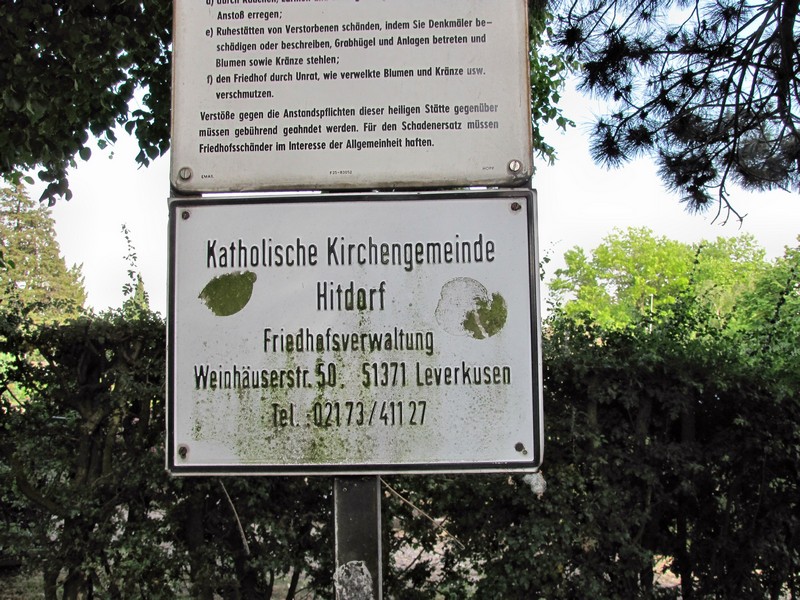 Anstoß erregen;
e) Ruhestätten von Verstorbenen schänden, indem Sie Denkmäler be-
schädigen oder beschreiben, Grabhügel und Anlagen betreten und
Blumen sowie Kränze stehlen;
f) den Friedhof durch Unrat, wie verwelkte Blumen und Kränze usw.
verschmutzen.
Verstöße gegen die Anstandspflichten dieser heiligen Stätte gegenüber
müssen gebührend geahndet werden. Für den Schadenersatz müssen
Friedhofsschänder im Interesse der Allgemeinheit haften.
Katholische Kirchengemeinde
Hitdorf
Friedhofsverwaltung
Weinhäuserstr. 50, 51371 Leverkusen
Tel. 02173/41127